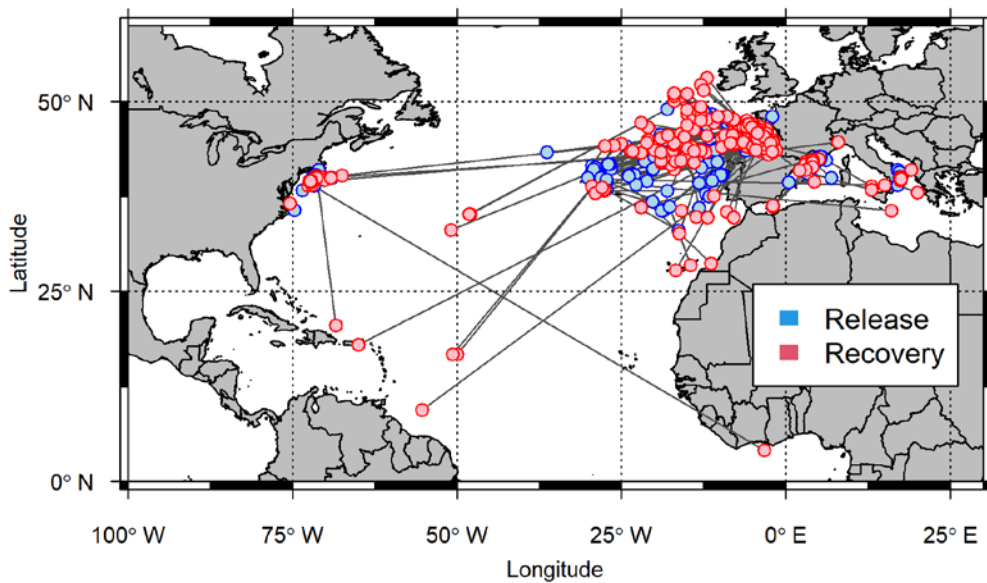 50° N
25° N
0° N
Latitude
Release
Recovery
100° W
75° W
50° W
25° W
0° E
25° E
Longitude